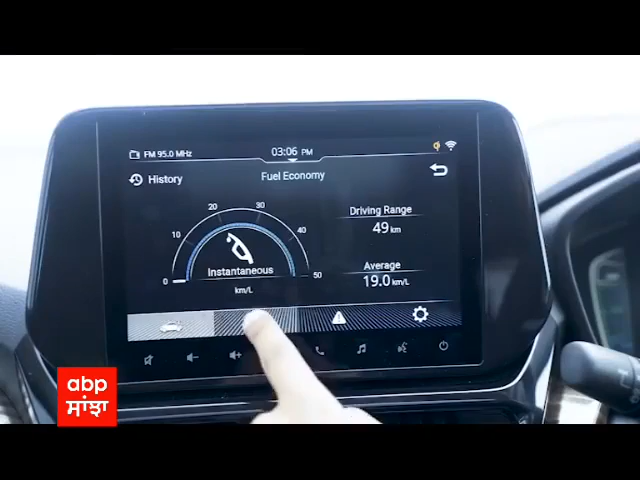 FM 95.0 MHz
03:06 PM
History
Fuel Economy
Driving Range
49 km
Average
19.0 km/L
0
10
20
30
40
50
Instantaneous
km/L
abp
ਸਾਂਝਾ